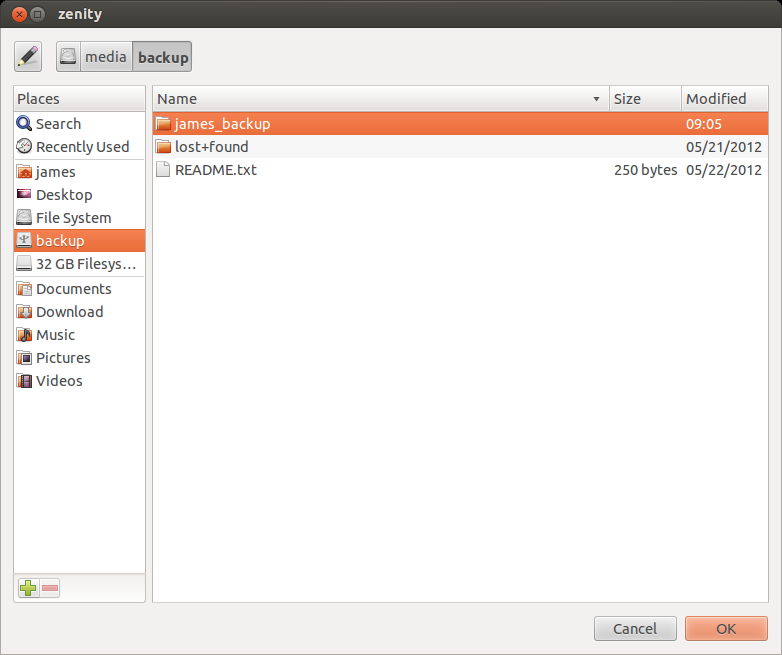 zenity
media backup
Places
Search
Recently Used
james
Desktop
File System
backup
32 GB Filesys...
Documents
Download
Music
Pictures
Videos
Name Size Modified
james_backup 09:05
lost+found 05/21/2012
README.txt 250 bytes 05/22/2012
Cancel OK